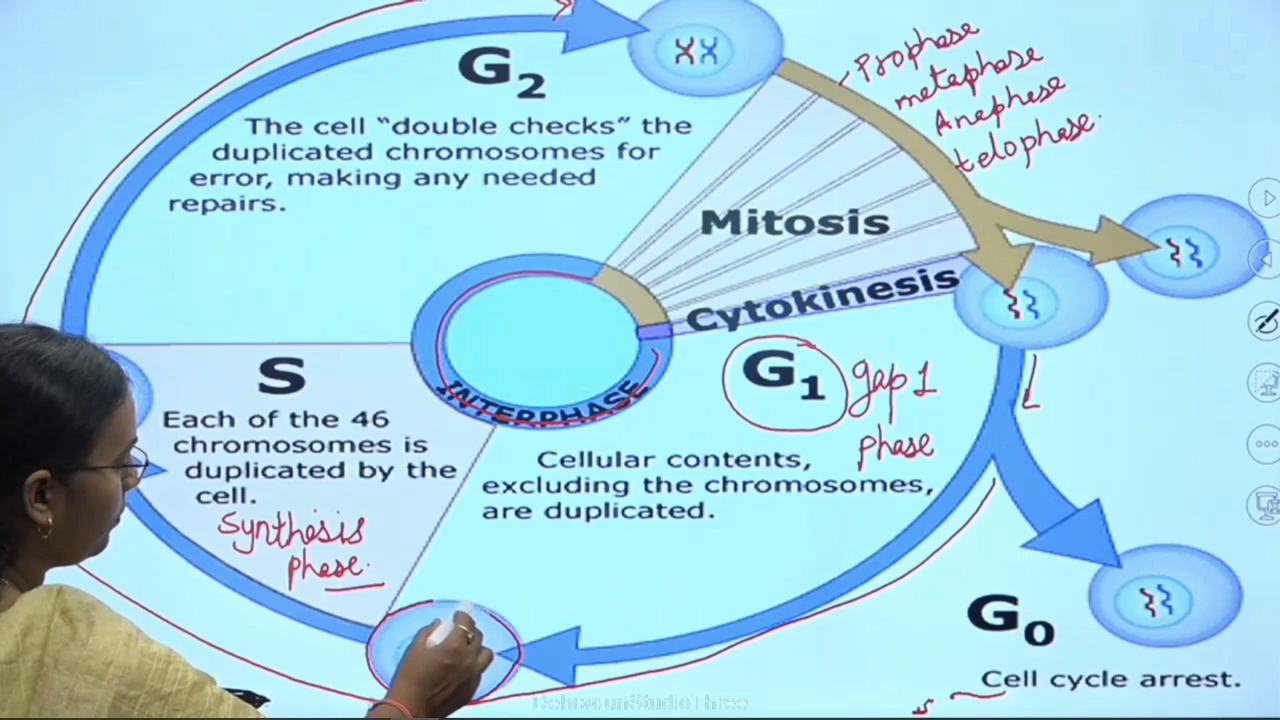 G2
The cell “double checks” the
duplicated chromosomes for
error, making any needed
repairs.
Prophase
metaphase
Anaphese
telophase.
Mitosis
Cytokinesis
INTERPHASE
S
Each of the 46
chromosomes is
duplicated by the
cell.
Synthesis
phase.
G1
gap 1
phase
Cellular contents,
excluding the chromosomes,
are duplicated.
G0
Cell cycle arrest.